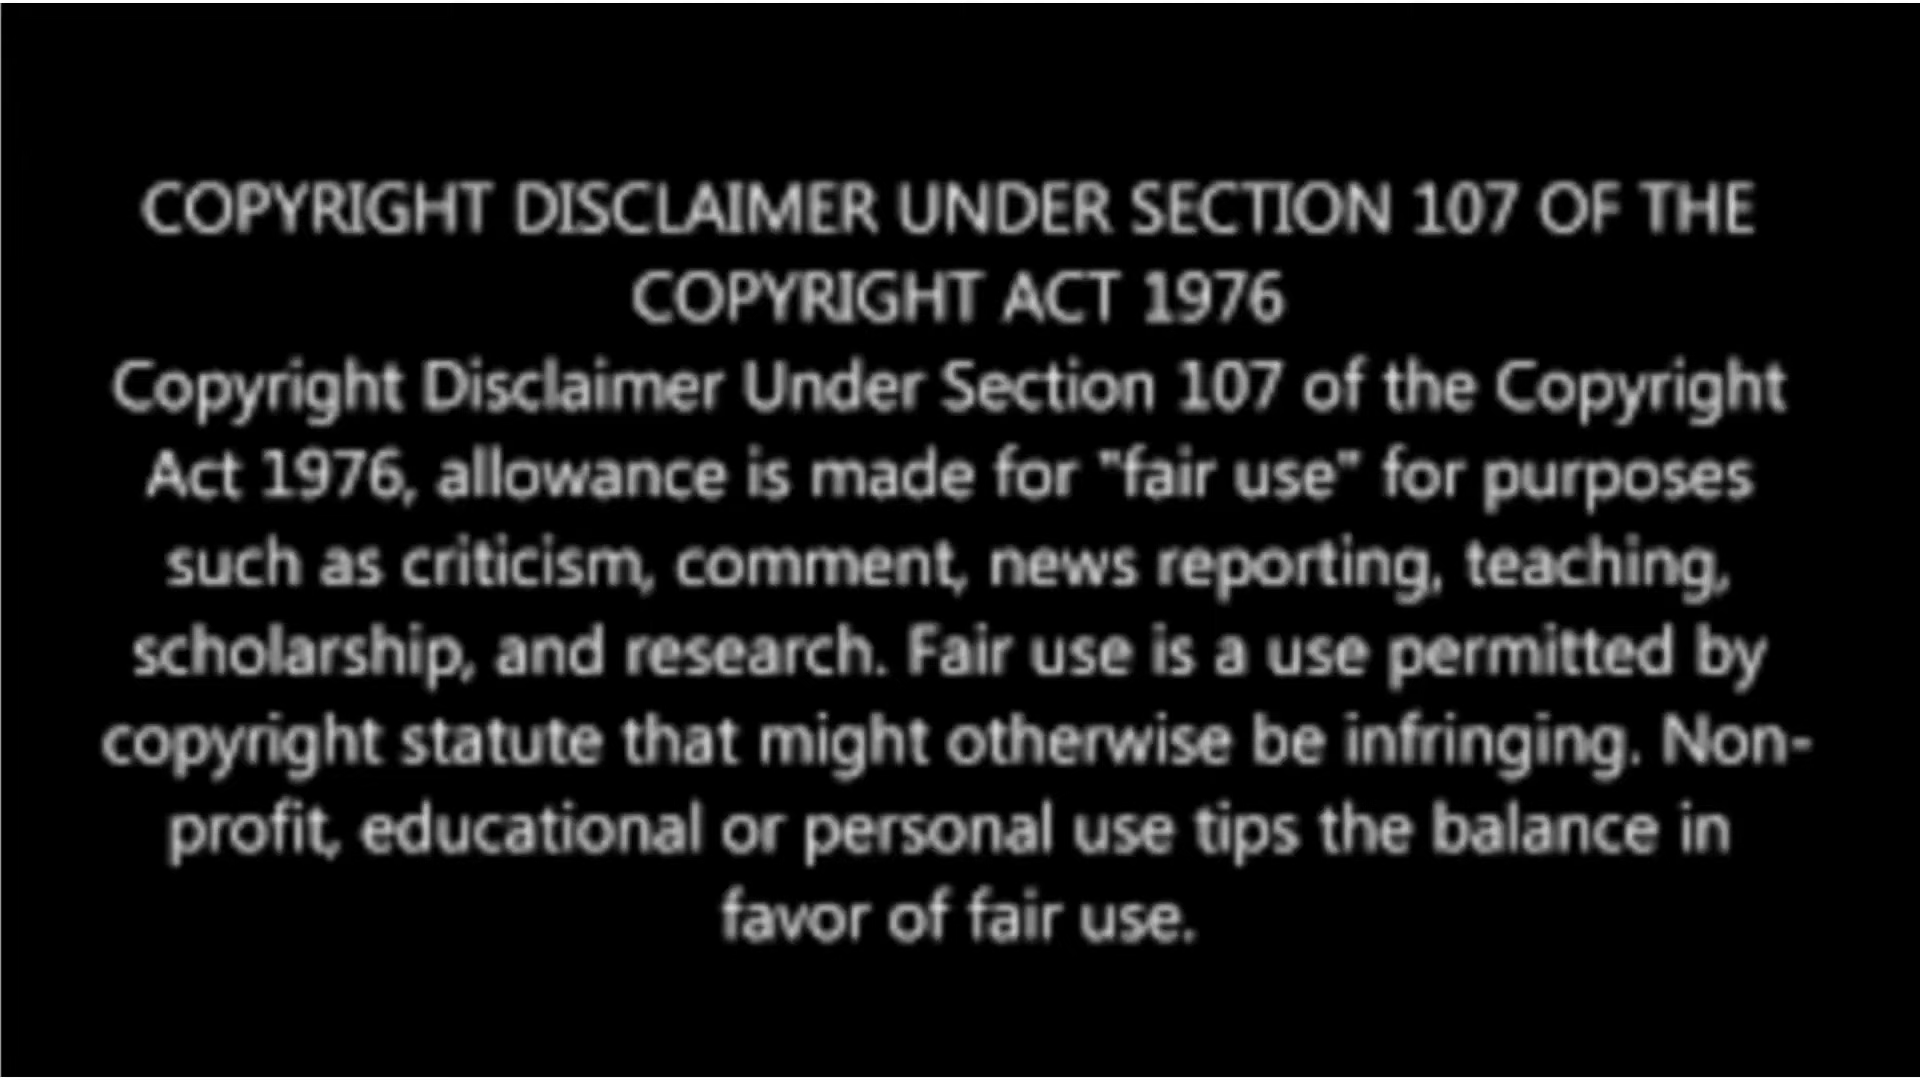 COPYRIGHT DISCLAIMER UNDER SECTION 107 OF THE
COPYRIGHT ACT 1976
Copyright Disclaimer Under Section 107 of the Copyright
Act 1976, allowance is made for "fair use" for purposes
such as criticism, comment, news reporting, teaching,
scholarship, and research. Fair use is a use permitted by
copyright statute that might otherwise be infringing. Non-
profit, educational or personal use tips the balance in
favor of fair use.